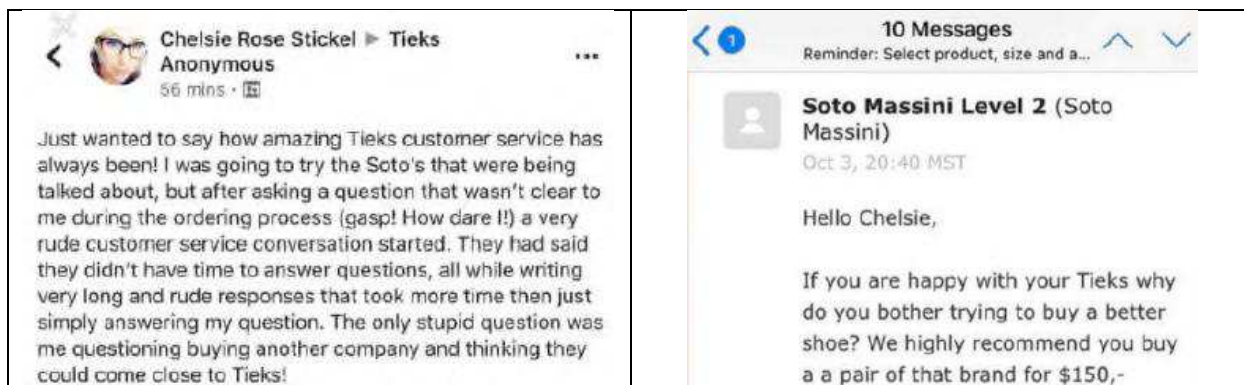 Chelsie Rose Stickel ▶ Tieks
Anonymous
56 mins •
Just wanted to say how amazing Tieks customer service has
always been! I was going to try the Soto's that were being
talked about, but after asking a question that wasn't clear to
me during the ordering process (gasp! How dare I!) a very
rude customer service conversation started. They had said
they didn't have time to answer questions, all while writing
very long and rude responses that took more time then just
simply answering my question. The only stupid question was
me questioning buying another company and thinking they
could come close to Tieks!
1
10 Messages
Reminder: Select product, size and a...
Soto Massini Level 2 (Soto
Massini)
Oct 3, 20:40 MST
Hello Chelsie,
If you are happy with your Tieks why
do you bother trying to buy a better
shoe? We highly recommend you buy
a a pair of that brand for $150,-